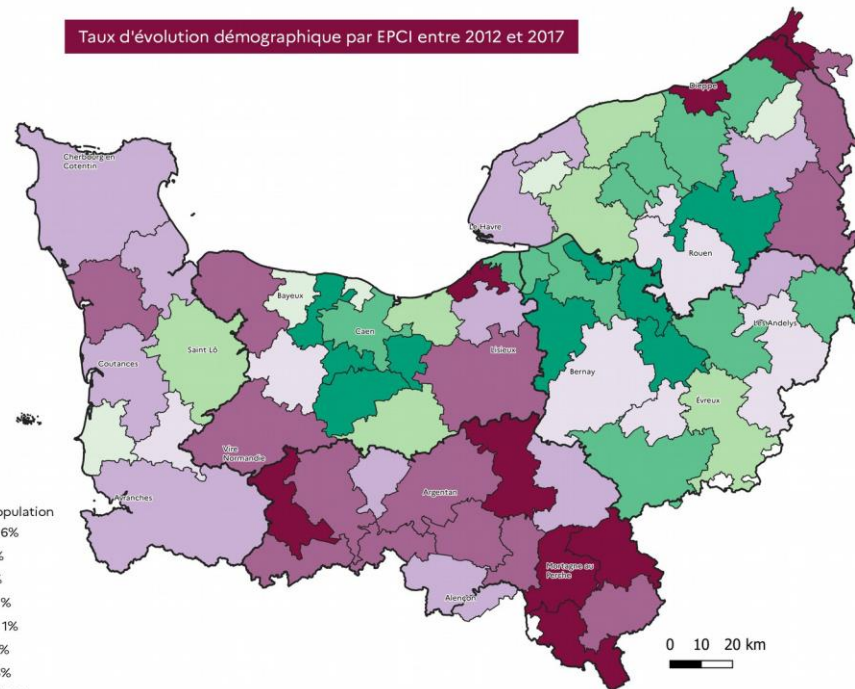 Taux d'évolution démographique par EPCI entre 2012 et 2017
Dieppe
Cherbourg en
Cotentin
Le Havre
Rouen
Bayeux
Caen
Les Andelys
Coutances
Saint Lô
Lisieux
Bernay
Évreux
Vire
Normandie
Avranches
Argentan
Mortagne au
Perche
Alençon
opulation
6%
%
%
1%
%
0 10 20 km